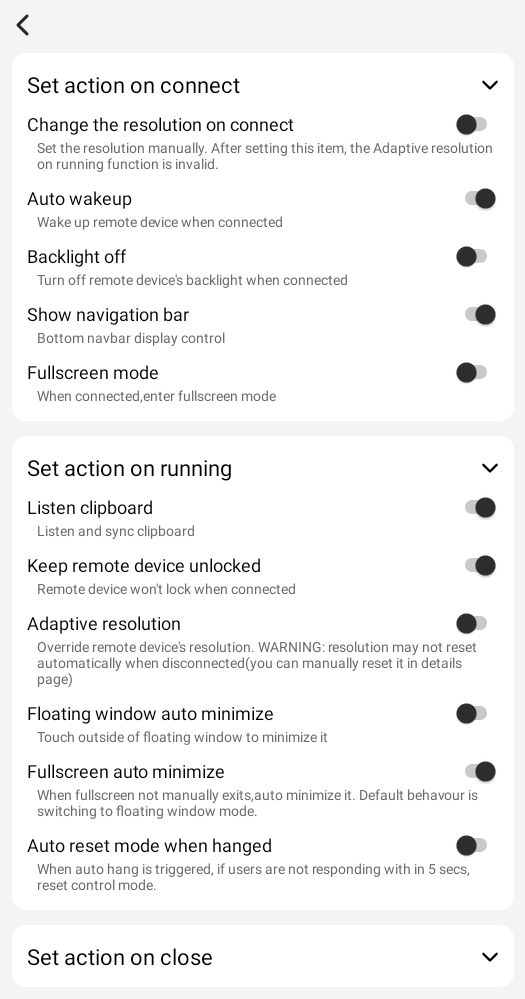 Set action on connect
Change the resolution on connect
Set the resolution manually. After setting this item, the Adaptive resolution
on running function is invalid.
Auto wakeup
Wake up remote device when connected
Backlight off
Turn off remote device's backlight when connected
Show navigation bar
Bottom navbar display control
Fullscreen mode
When connected,enter fullscreen mode
Set action on running
Listen clipboard
Listen and sync clipboard
Keep remote device unlocked
Remote device won't lock when connected
Adaptive resolution
Override remote device's resolution. WARNING: resolution may not reset
automatically when disconnected(you can manually reset it in details
page)
Floating window auto minimize
Touch outside of floating window to minimize it
Fullscreen auto minimize
When fullscreen not manually exits,auto minimize it. Default behavour is
switching to floating window mode.
Auto reset mode when hanged
When auto hang is triggered, if users are not responding with in 5 secs,
reset control mode.
Set action on close